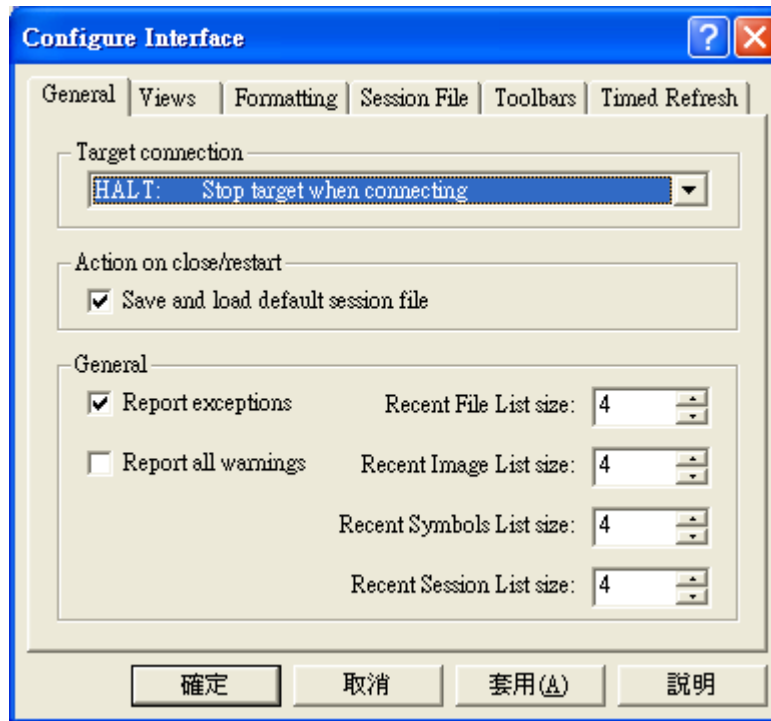 Configure Interface
General Views Formatting Session File Toolbars Timed Refresh
Target connection
HALT: Stop target when connecting
Action on close/restart
Save and load default session file
General
Report exceptions Recent File List size: 4
Report all warnings Recent Image List size: 4
Recent Symbols List size: 4
Recent Session List size: 4
確定 取消 套用(A) 說明